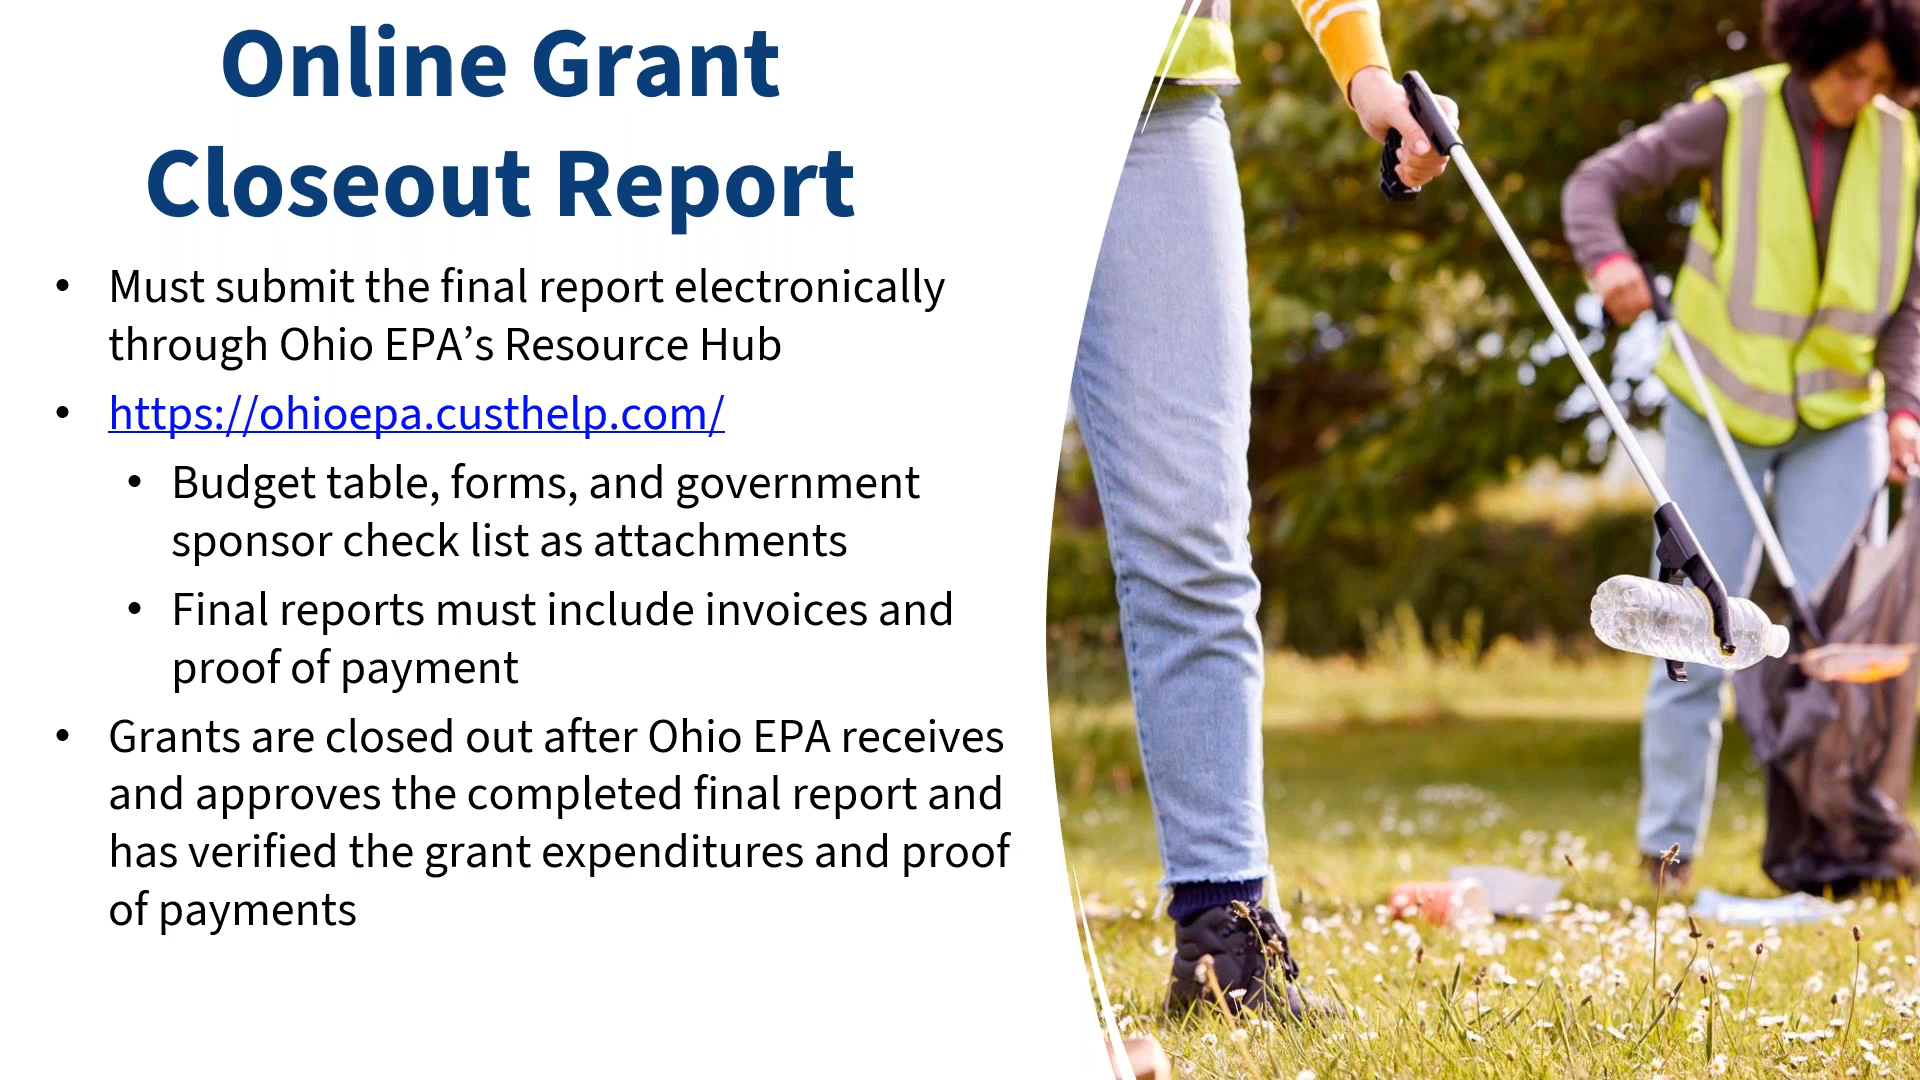 Online Grant
Closeout Report
• Must submit the final report electronically
through Ohio EPA’s Resource Hub
• https://ohioepa.custhelp.com/
• Budget table, forms, and government
sponsor check list as attachments
• Final reports must include invoices and
proof of payment
• Grants are closed out after Ohio EPA receives
and approves the completed final report and
has verified the grant expenditures and proof
of payments